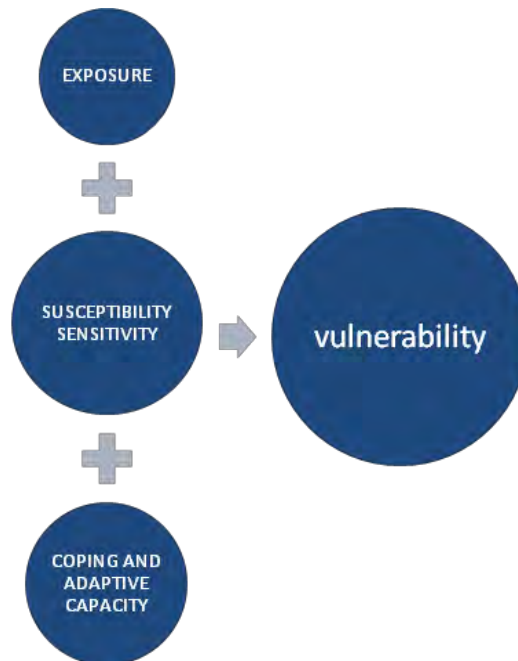 EXPOSURE
SUSCEPTIBILITY
SENSITIVITY
vulnerability
COPING AND
ADAPTIVE
CAPACITY